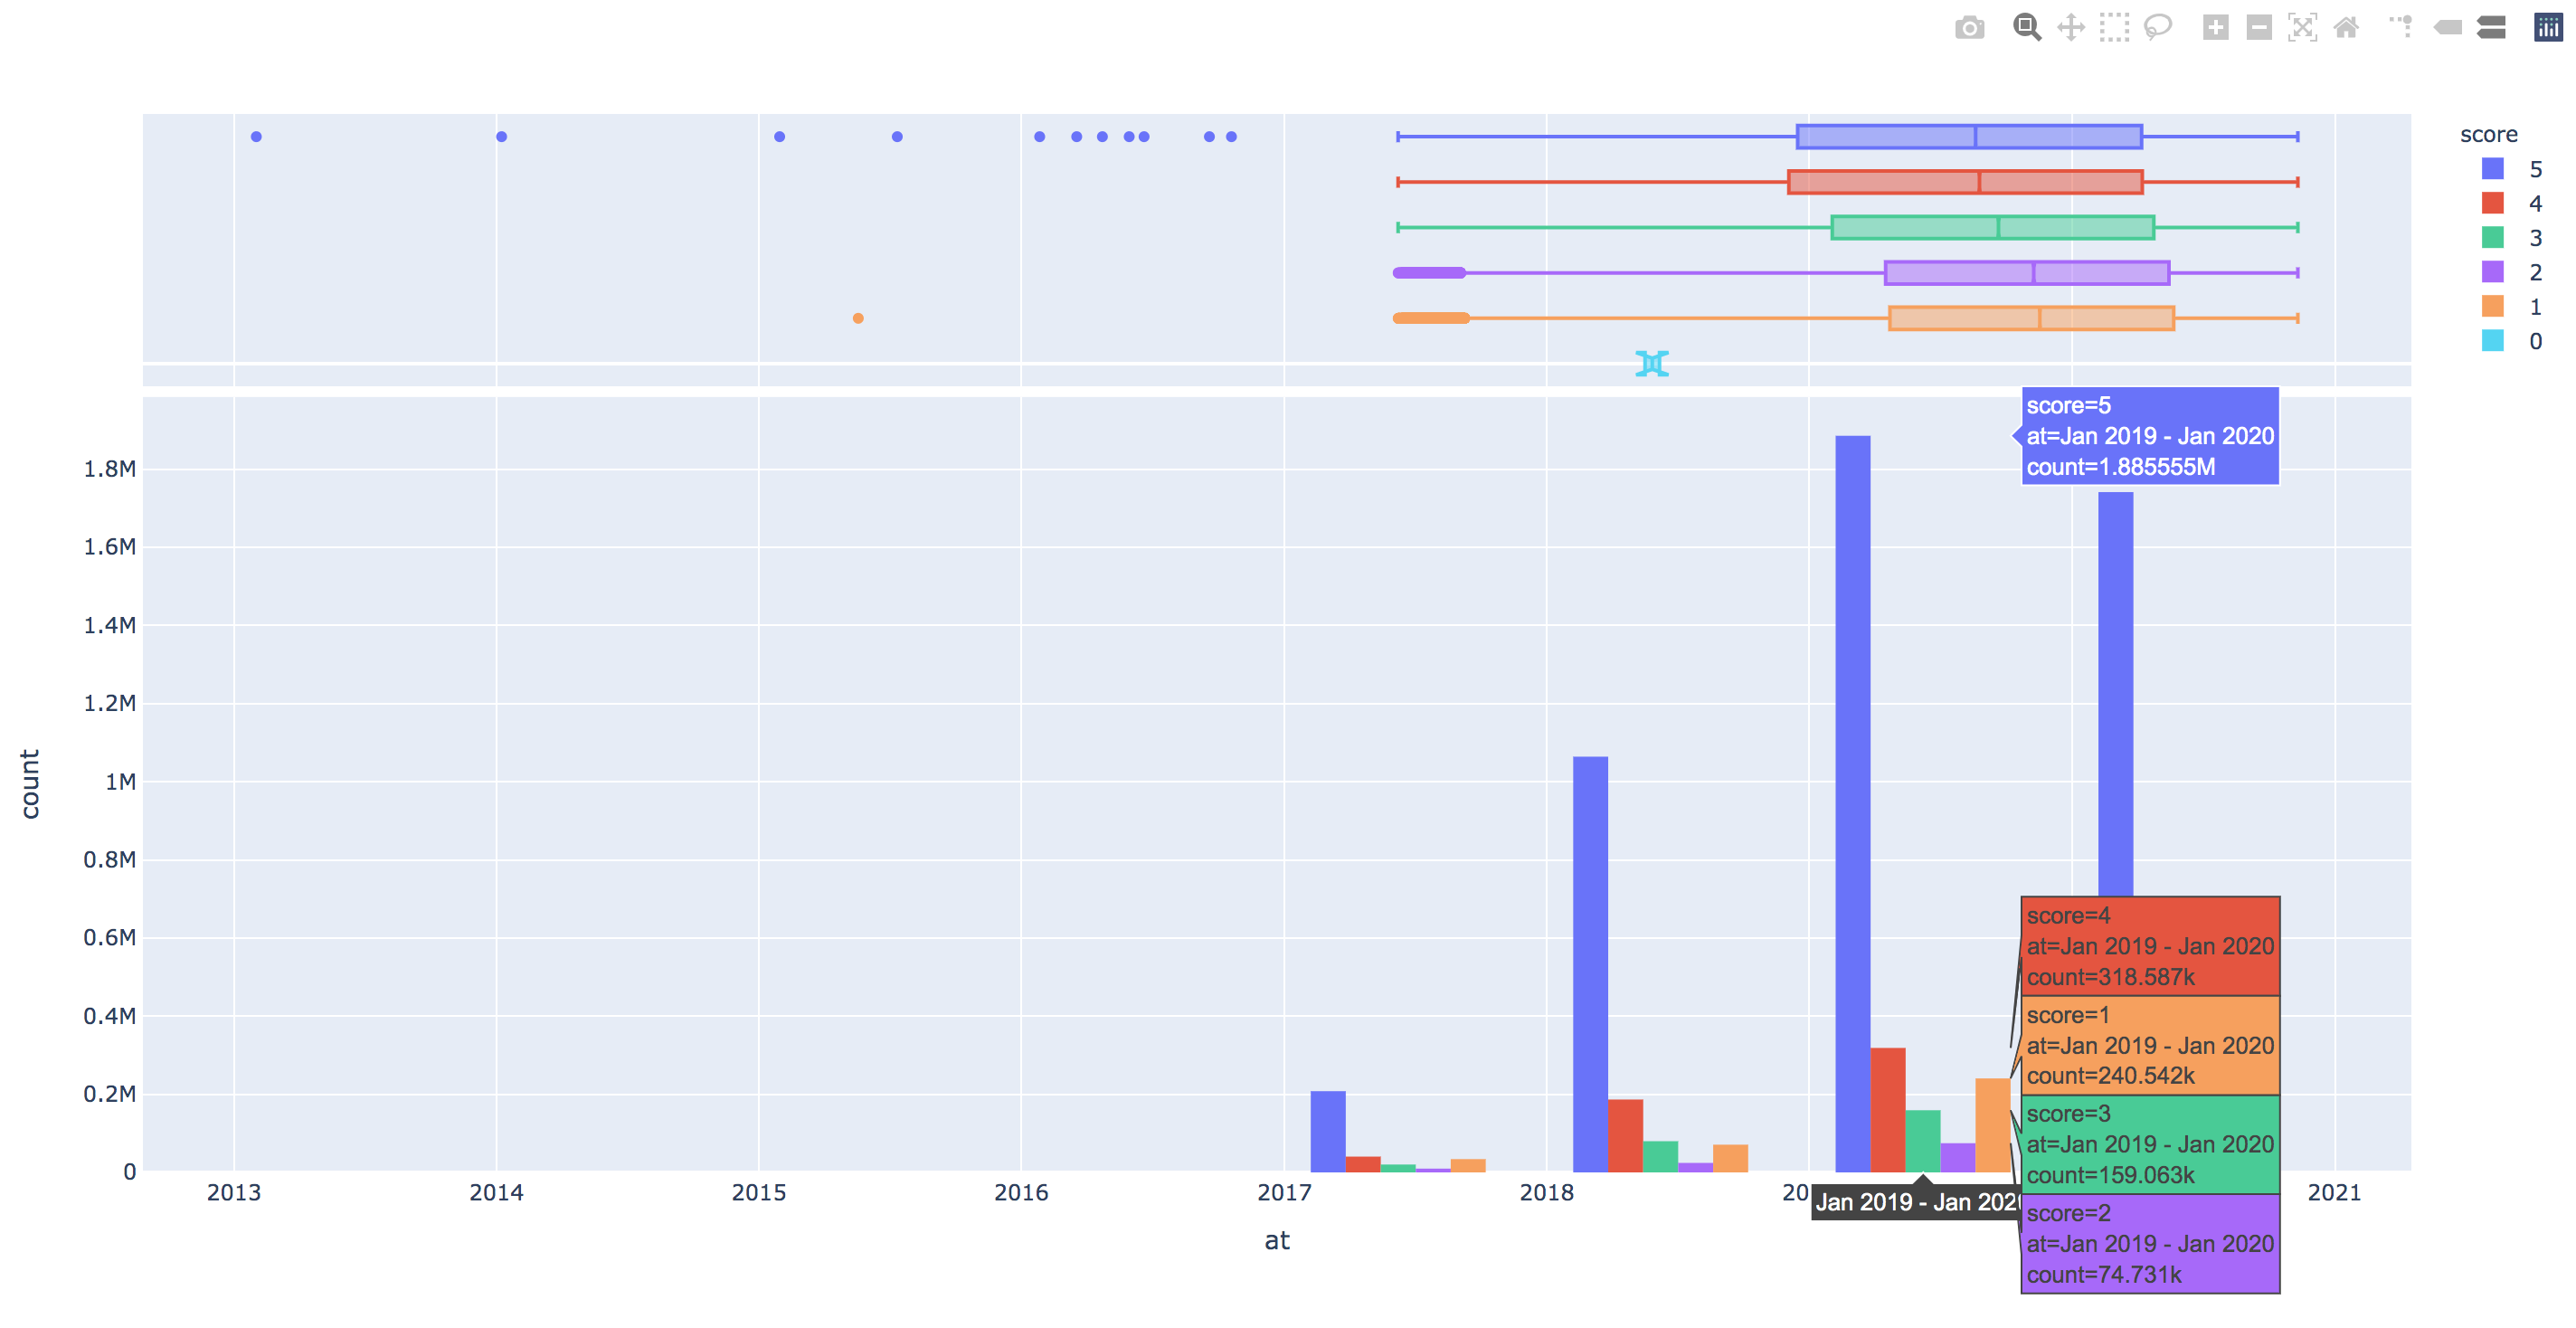 score
5
4
3
2
1
0
score=5
at=Jan 2019 - Jan 2020
count=1.885555M
1.8M
1.6M
1.4M
1.2M
1M
0.8M
0.6M
0.4M
0.2M
0
count
score=4
at=Jan 2019 - Jan 2020
count=318.587k
score=1
at=Jan 2019 - Jan 2020
count=240.542k
score=3
at=Jan 2019 - Jan 2020
count=159.063k
score=2
at=Jan 2019 - Jan 2020
count=74.731k
2013 2014 2015 2016 2017 2018 2021
Jan 2019 - Jan
at